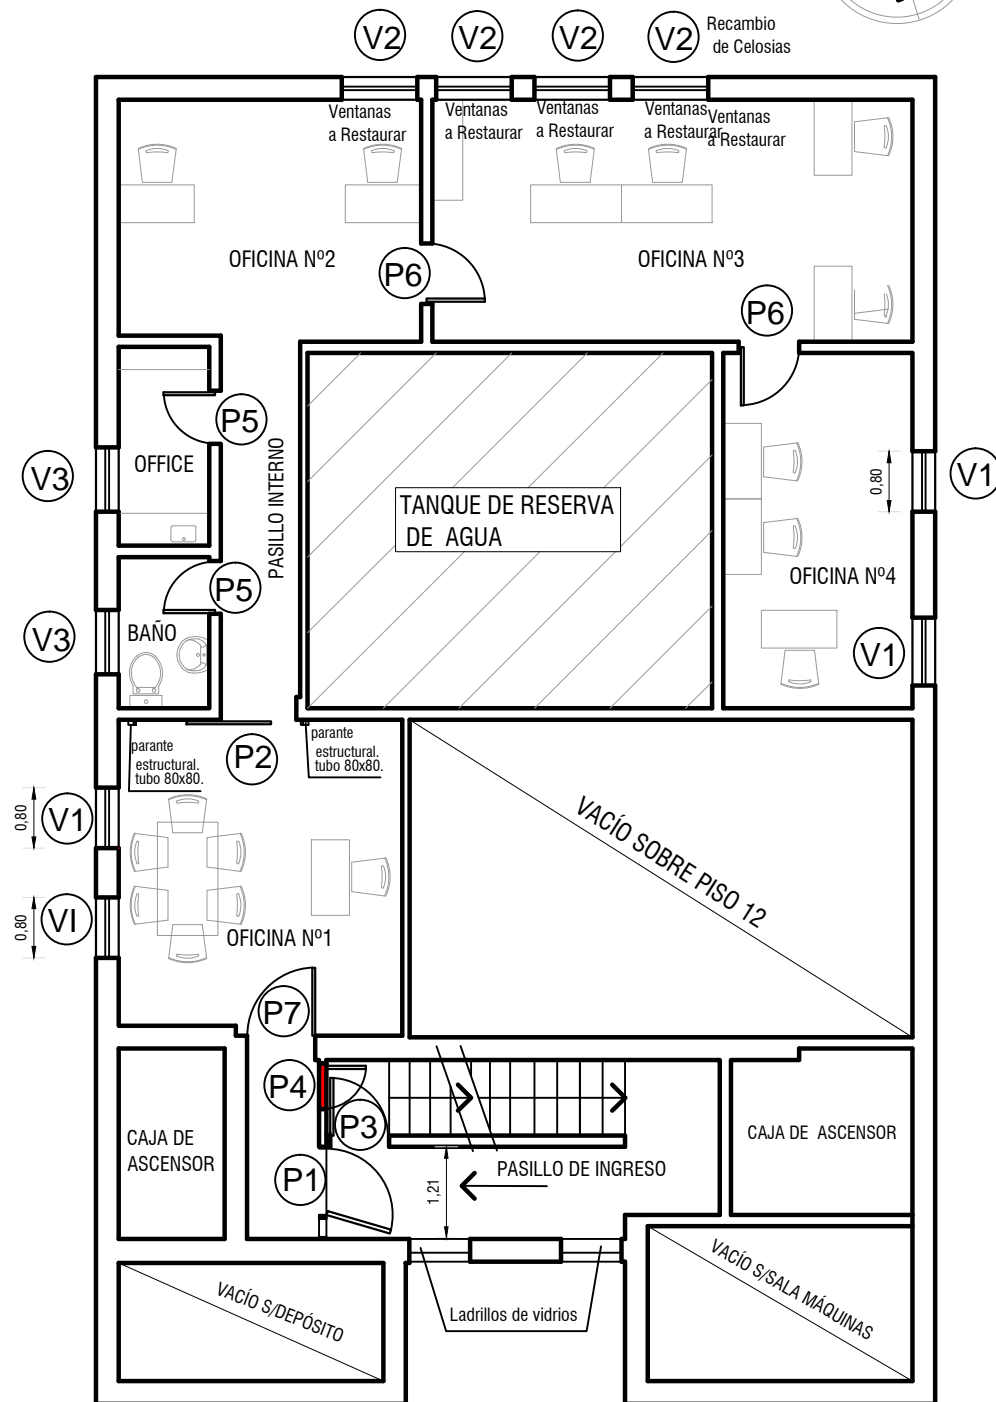 V2
V2
V2
V2
Recambio
de Celosias
Ventanas
a Restaurar
Ventanas
a Restaurar
Ventanas
a Restaurar
Ventanas
a Restaurar
Ventanas
a Restaurar
OFICINA Nº2
P6
OFICINA Nº3
P6
P5
OFFICE
V3
PASILLO INTERNO
TANQUE DE RESERVA
DE AGUA
0,80
V1
P5
OFICINA Nº4
BAÑO
V3
V1
parante
estructural.
tubo 80x80.
P2
parante
estructural.
tubo 80x80.
0,80
V1
VACÍO SOBRE PISO 12
0,80
VI
OFICINA Nº1
P7
P4
P3
CAJA DE
ASCENSOR
CAJA DE ASCENSOR
P1
1,21
PASILLO DE INGRESO
VACÍO S/DEPÓSITO
Ladrillos de vidrios
VACÍO S/SALA MÁQUINAS